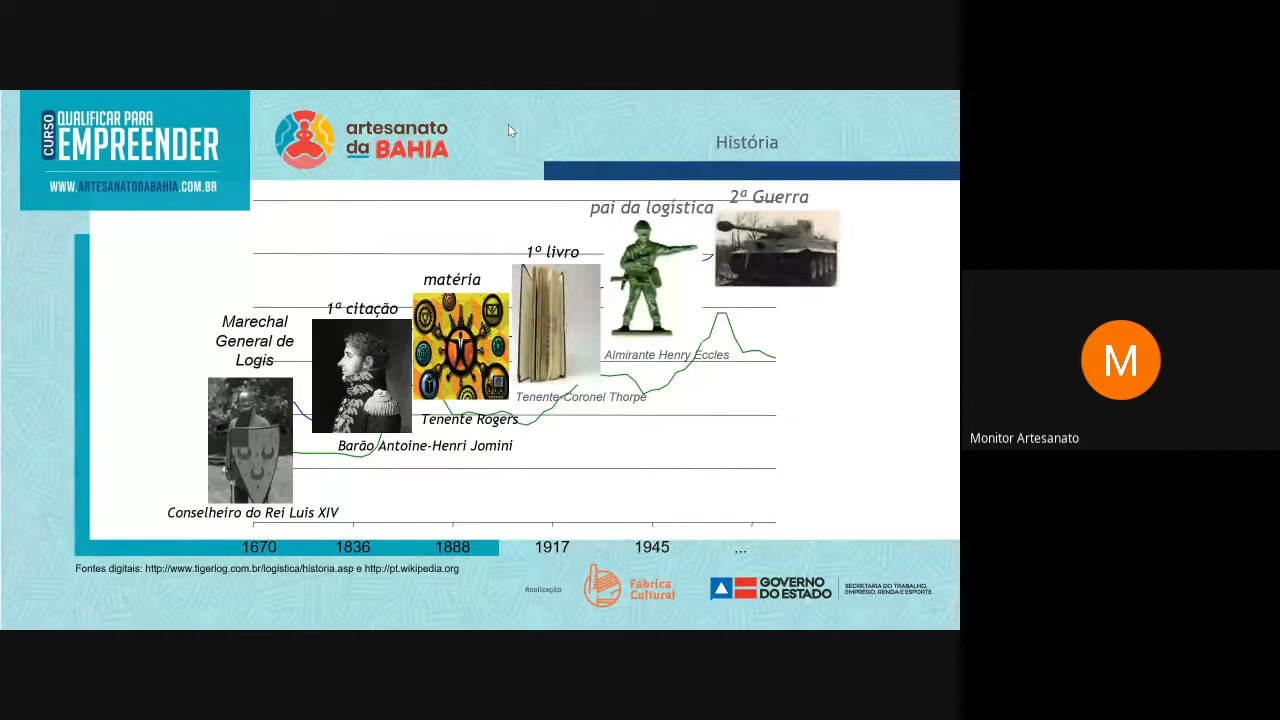 CURSO
QUALIFICAR PARA
EMPREENDER
WWW.ARTESANATODABAHIA.COM.BR
artesanato
da BAHIA
História
2ª Guerra
pai da logística
1º livro
matéria
1ª citação
Marechal
General de
Logis
Almirante Henry Eccles
Tenente-Coronel Thorpe
Tenente Rogers
Barão Antoine-Henri Jomini
Conselheiro do Rei Luis XIV
1670 1836 1888 1917 1945 ...
Fontes digitais: http://www.tigerlog.com.br/logistica/historia.asp e http://pt.wikipedia.org
Realização:
Fábrica
Cultural
GOVERNO
DO ESTADO
SECRETARIA DO TRABALHO,
EMPREGO, RENDA E ESPORTE
M
Monitor Artesanato